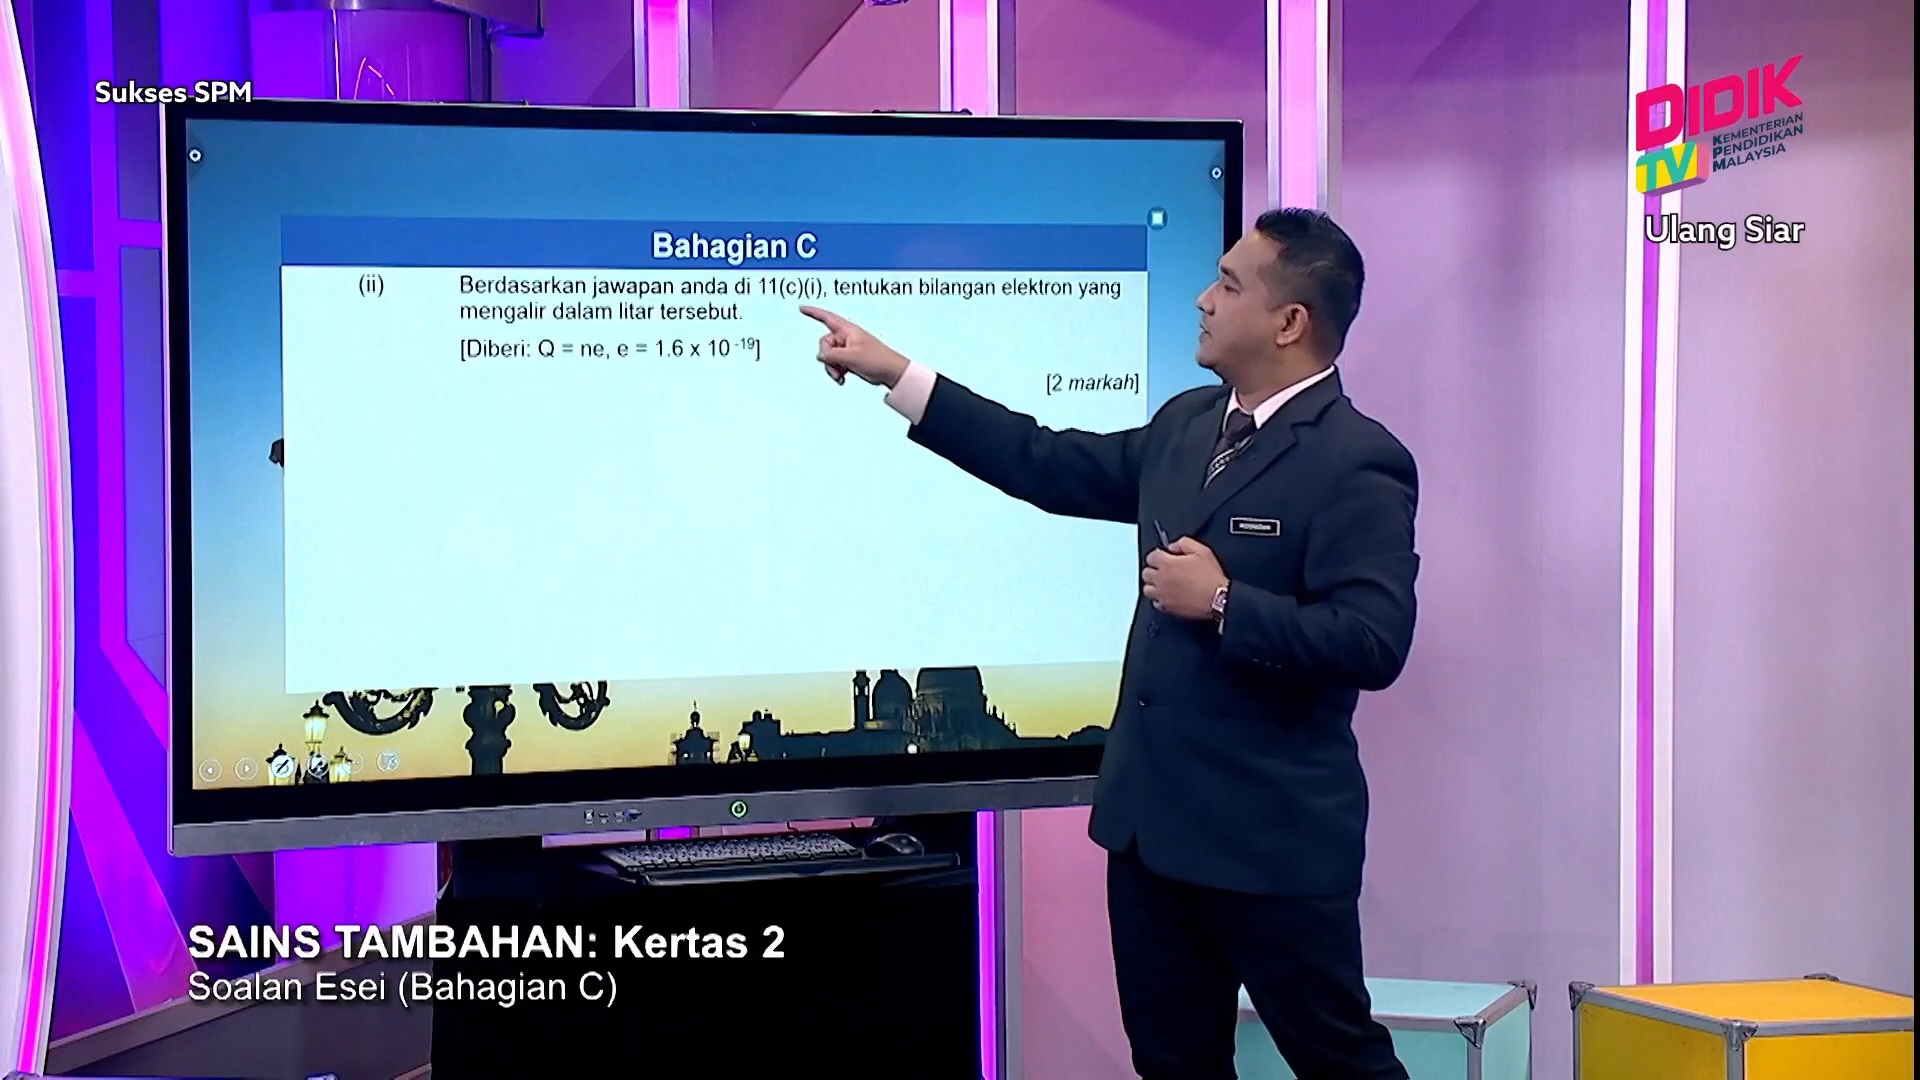 Sukses SPM
DIDIK
TV
KEMENTERIAN
PENDIDIKAN
MALAYSIA
Ulang Siar
Bahagian C
(ii) Berdasarkan jawapan anda di 11(c)(i), tentukan bilangan elektron yang
mengalir dalam litar tersebut.
[Diberi: Q = ne, e = 1.6 x 10⁻¹⁹]
[2 markah]
SAINS TAMBAHAN: Kertas 2
Soalan Esei (Bahagian C)